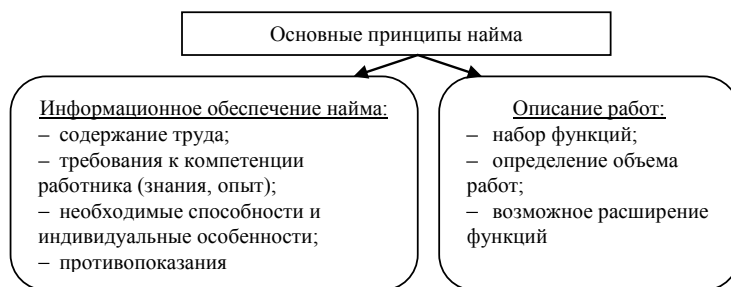 Основные принципы найма
Информационное обеспечение найма:
– содержание труда;
– требования к компетенции
работника (знания, опыт);
– необходимые способности и
индивидуальные особенности;
– противопоказания
Описание работ:
– набор функций;
– определение объема
работ;
– возможное расширение
функций